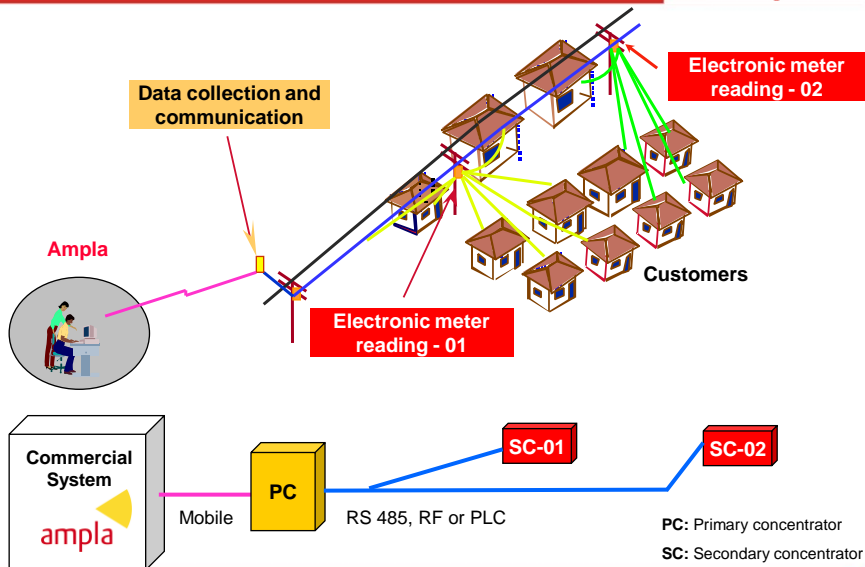 Electronic meter
reading - 02
Data collection and
communication
Ampla
Customers
Electronic meter
reading - 01
Commercial
System
ampla
PC
SC-01
SC-02
Mobile
RS 485, RF or PLC
PC: Primary concentrator
SC: Secondary concentrator